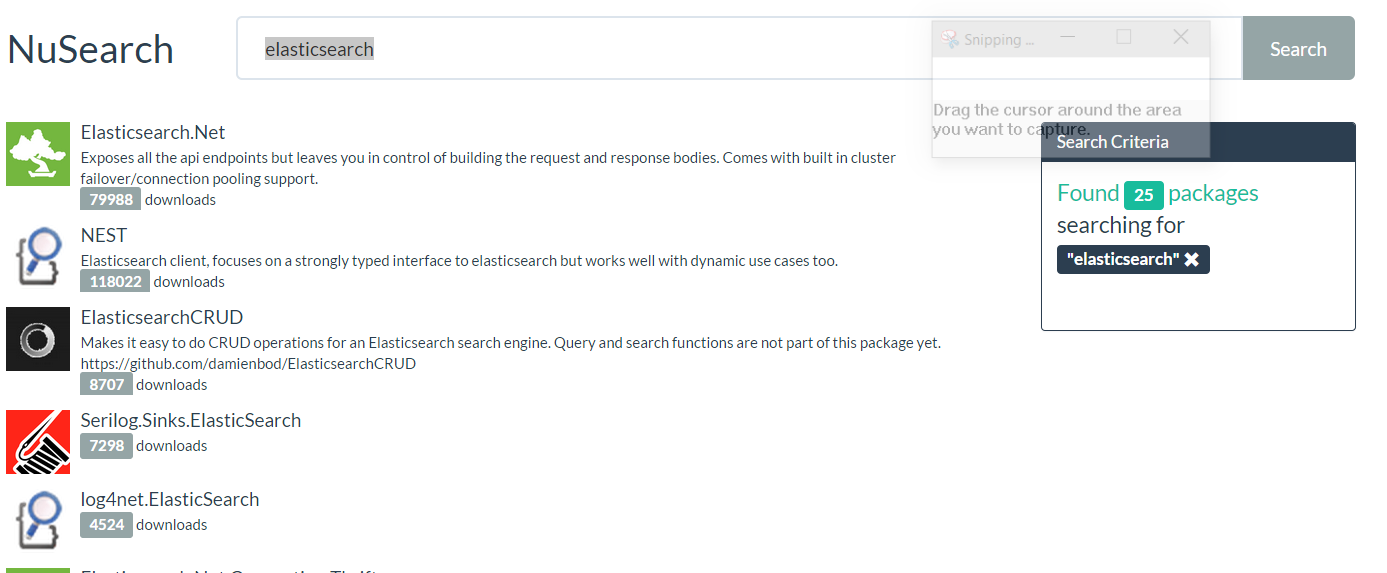 NuSearch
elasticsearch
Search
Snipping ...
Drag the cursor around the area
you want to capture.
Elasticsearch.Net
Exposes all the api endpoints but leaves you in control of building the request and response bodies. Comes with built in cluster
failover/connection pooling support.
79988 downloads
NEST
Elasticsearch client, focuses on a strongly typed interface to elasticsearch but works well with dynamic use cases too.
118022 downloads
ElasticsearchCRUD
Makes it easy to do CRUD operations for an Elasticsearch search engine. Query and search functions are not part of this package yet.
https://github.com/damienbod/ElasticsearchCRUD
8707 downloads
Serilog.Sinks.ElasticSearch
7298 downloads
log4net.ElasticSearch
4524 downloads
Search Criteria
Found 25 packages
searching for
"elasticsearch" ✖